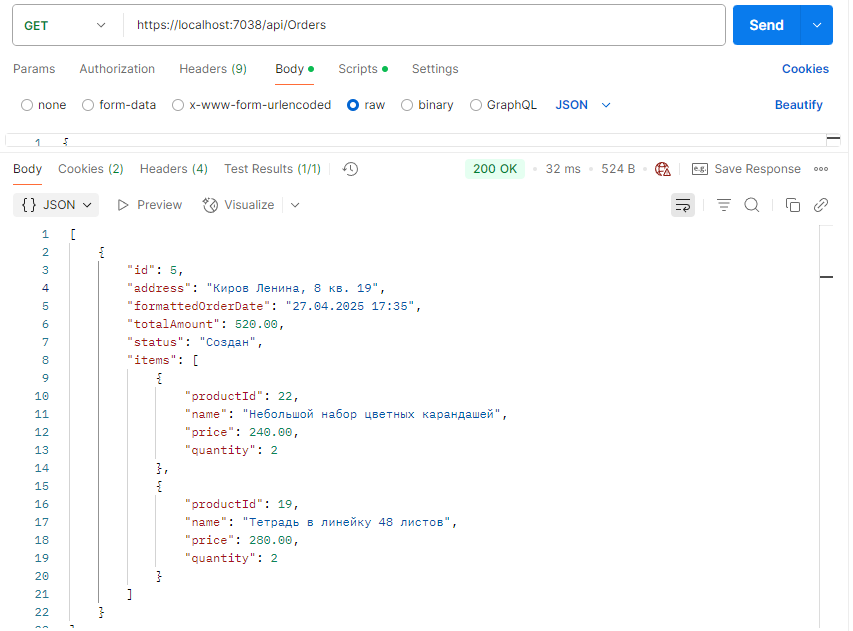 GET https://localhost:7038/api/Orders Send
Params Authorization Headers (9) Body Scripts Settings Cookies
none form-data x-www-form-urlencoded raw binary GraphQL JSON Beautify
1 {
Body Cookies (2) Headers (4) Test Results (1/1) 200 OK 32 ms 524 B e.g. Save Response
{} JSON Preview Visualize
1 [
2 {
3 "id": 5,
4 "address": "Киров Ленина, 8 кв. 19",
5 "formattedOrderDate": "27.04.2025 17:35",
6 "totalAmount": 520.00,
7 "status": "Создан",
8 "items": [
9 {
10 "productId": 22,
11 "name": "Небольшой набор цветных карандашей",
12 "price": 240.00,
13 "quantity": 2
14 },
15 {
16 "productId": 19,
17 "name": "Тетрадь в линейку 48 листов",
18 "price": 280.00,
19 "quantity": 2
20 }
21 ]
22 }